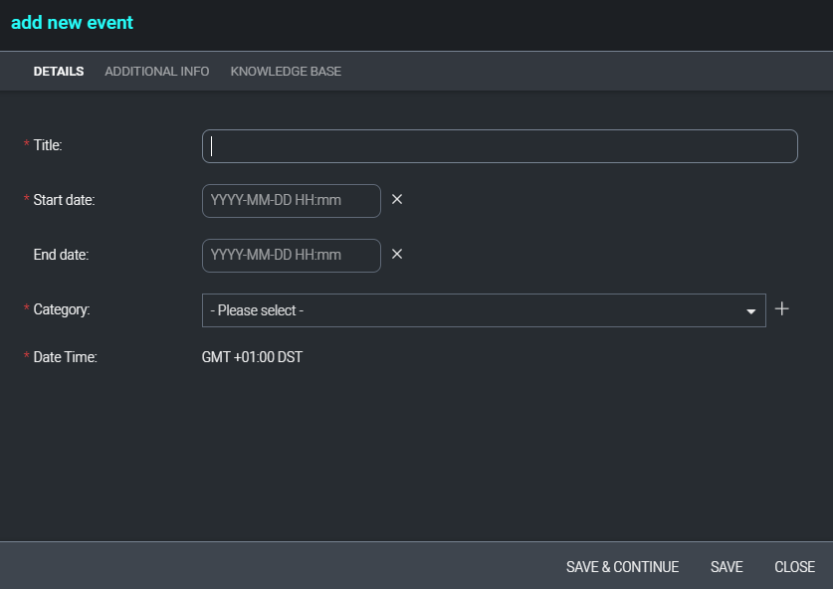 add new event
DETAILS ADDITIONAL INFO KNOWLEDGE BASE
* Title:
* Start date: YYYY-MM-DD HH:mm ×
End date: YYYY-MM-DD HH:mm ×
* Category: - Please select - +
* Date Time: GMT +01:00 DST
SAVE & CONTINUE SAVE CLOSE